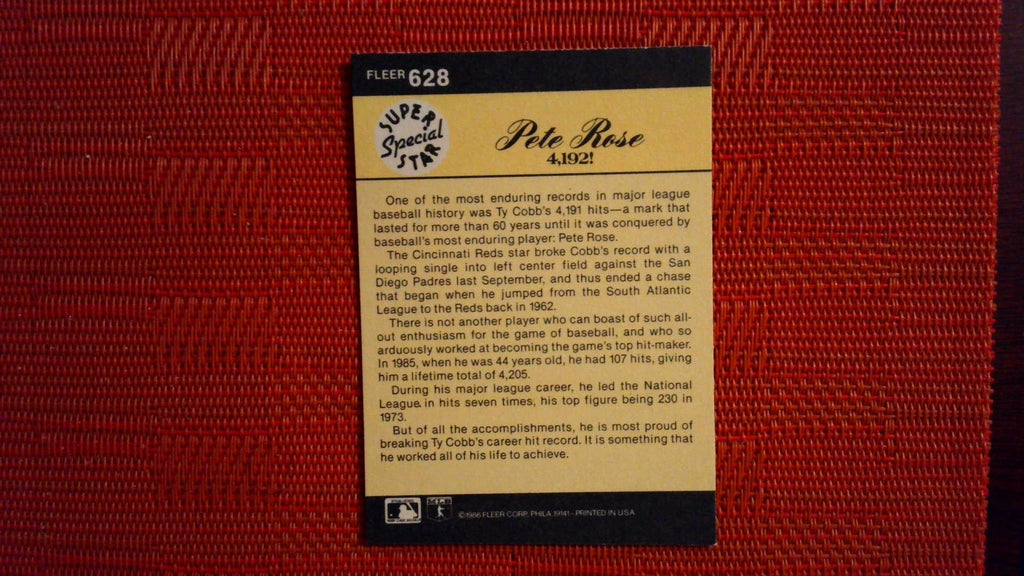 FLEER 628
SUPER
Special
STAR
Pete Rose
4,192!
One of the most enduring records in major league
baseball history was Ty Cobb's 4,191 hits—a mark that
lasted for more than 60 years until it was conquered by
baseball's most enduring player: Pete Rose.
The Cincinnati Reds star broke Cobb's record with a
looping single into left center field against the San
Diego Padres last September, and thus ended a chase
that began when he jumped from the South Atlantic
League to the Reds back in 1962.
There is not another player who can boast of such all-
out enthusiasm for the game of baseball, and who so
arduously worked at becoming the game's top hit-maker.
In 1985, when he was 44 years old, he had 107 hits, giving
him a lifetime total of 4,205.
During his major league career, he led the National
League in hits seven times, his top figure being 230 in
1973.
But of all the accomplishments, he is most proud of
breaking Ty Cobb's career hit record. It is something that
he worked all of his life to achieve.
©1986 FLEER CORP. PHILA. 19141 - PRINTED IN U.S.A.